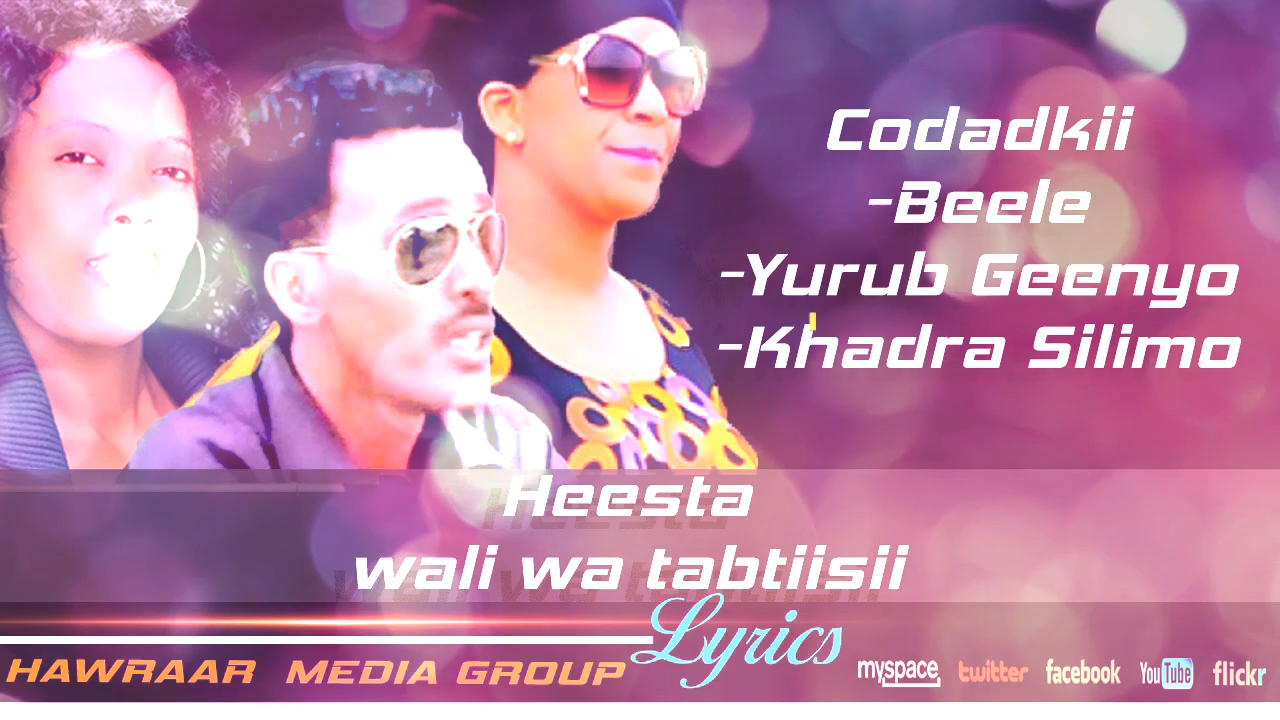 Codadkii
-Beele
-Yurub Geenyo
-Khadra Silimo
Heesta
wali wa tabtiisii
Lyrics
HAWRAAR MEDIA GROUP
myspace twitter facebook YouTube flickr